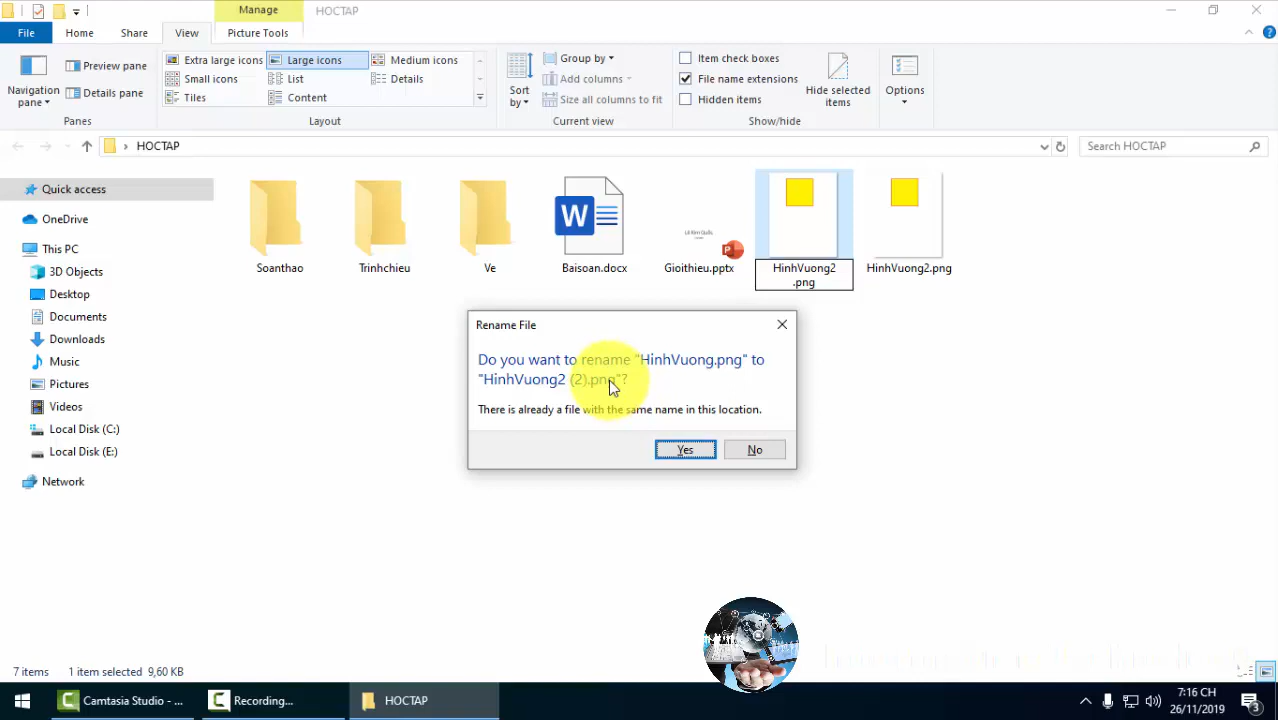 Manage
HOCTAP
File
Home
Share
View
Picture Tools
Navigation
pane
Preview pane
Details pane
Panes
Extra large icons
Large icons
Medium icons
Small icons
List
Details
Tiles
Content
Layout
Sort
by
Group by
Add columns
Size all columns to fit
Current view
Item check boxes
File name extensions
Hidden items
Hide selected
items
Show/hide
Options
HOCTAP
Search HOCTAP
Quick access
OneDrive
This PC
3D Objects
Desktop
Documents
Downloads
Music
Pictures
Videos
Local Disk (C:)
Local Disk (E:)
Network
Soanthao
Trinhchieu
Ve
Baisoan.docx
Gioithieu.pptx
HinhVuong2
.png
HinhVuong2.png
Rename File
Do you want to rename "HinhVuong.png" to
"HinhVuong2 (2).png"?
There is already a file with the same name in this location.
Yes
No
7 items
1 item selected 9,60 KB
Camtasia Studio - ...
Recording...
HOCTAP
7:16 CH
26/11/2019
3